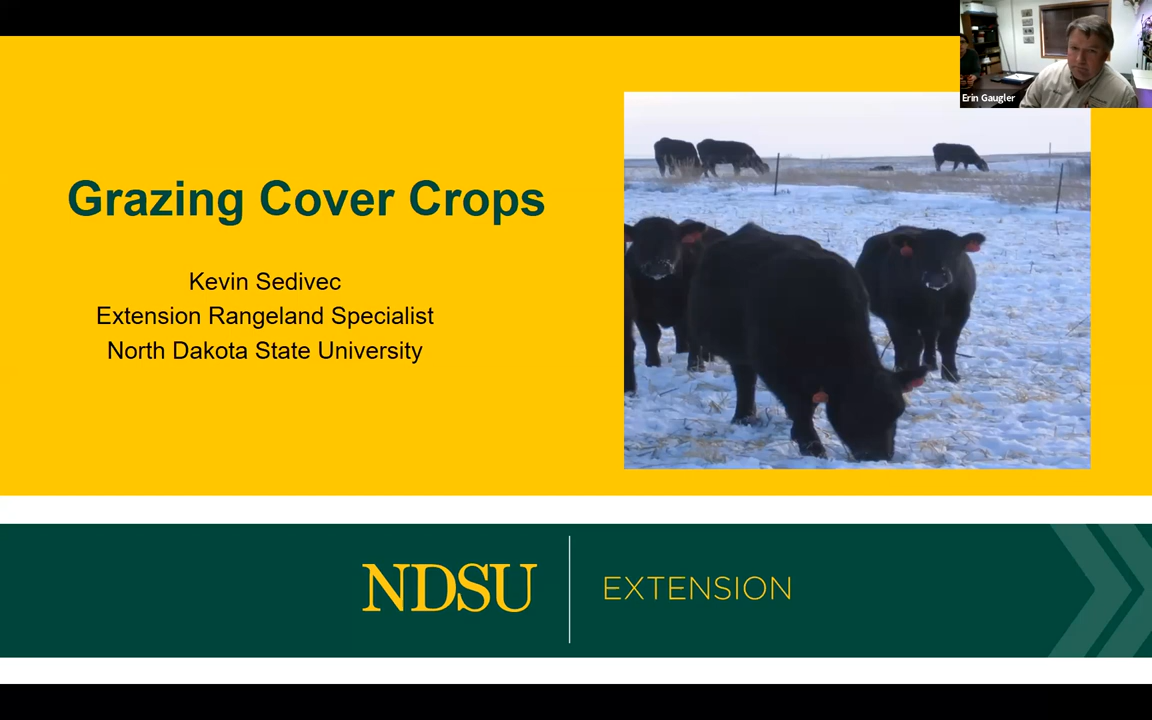 Erin Gaugler
Grazing Cover Crops
Kevin Sedivec
Extension Rangeland Specialist
North Dakota State University
NDSU
EXTENSION